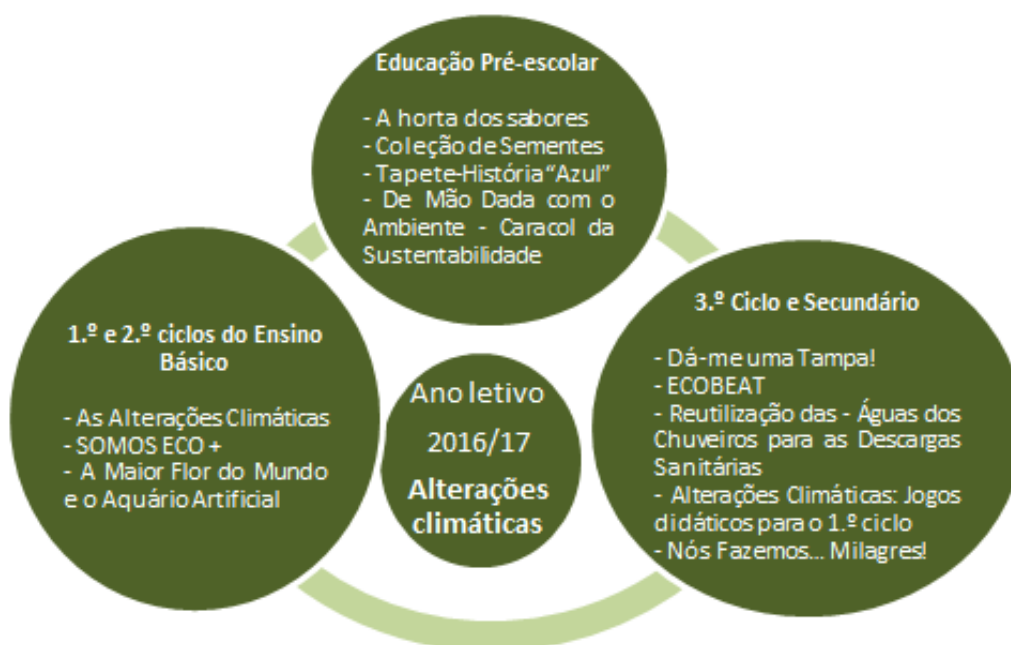 Educação Pré-escolar
- A horta dos sabores
- Coleção de Sementes
- Tapete-História “Azul”
- De Mão Dada com o
Ambiente - Caracol da
Sustentabilidade
1.º e 2.º ciclos do Ensino
Básico
- As Alterações Climáticas
- SOMOS ECO +
- A Maior Flor do Mundo
e o Aquário Artificial
Ano letivo
2016/17
Alterações
climáticas
3.º Ciclo e Secundário
- Dá-me uma Tampa!
- ECOBEAT
- Reutilização das - Águas dos
Chuveiros para as Descargas
Sanitárias
- Alterações Climáticas: Jogos
didáticos para o 1.º ciclo
- Nós Fazemos... Milagres!